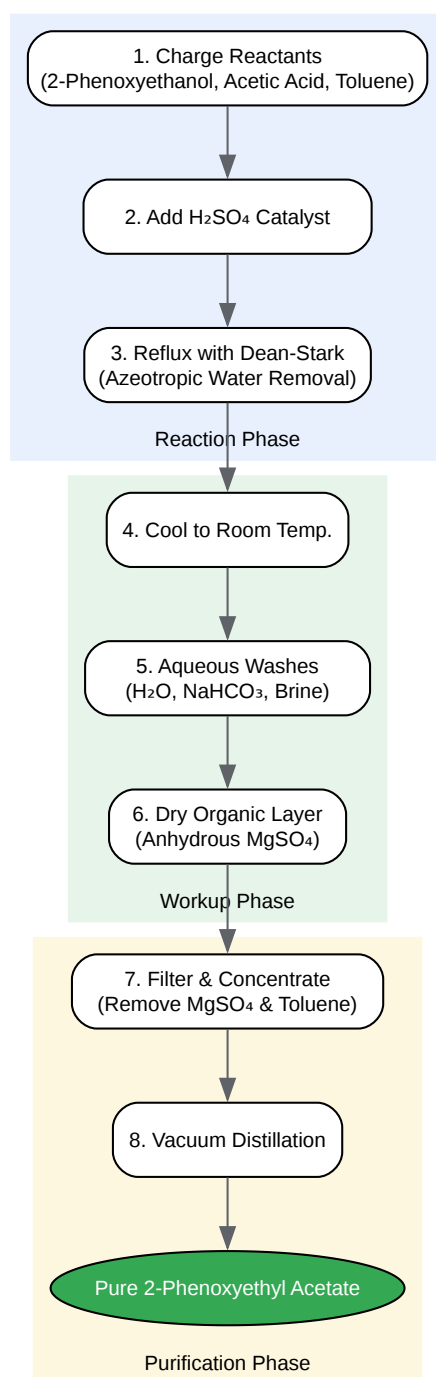 1. Charge Reactants
(2-Phenoxyethanol, Acetic Acid, Toluene)
2. Add H₂SO₄ Catalyst
3. Reflux with Dean-Stark
(Azeotropic Water Removal)
Reaction Phase
4. Cool to Room Temp.
5. Aqueous Washes
(H₂O, NaHCO₃, Brine)
6. Dry Organic Layer
(Anhydrous MgSO₄)
Workup Phase
7. Filter & Concentrate
(Remove MgSO₄ & Toluene)
8. Vacuum Distillation
Pure 2-Phenoxyethyl Acetate
Purification Phase